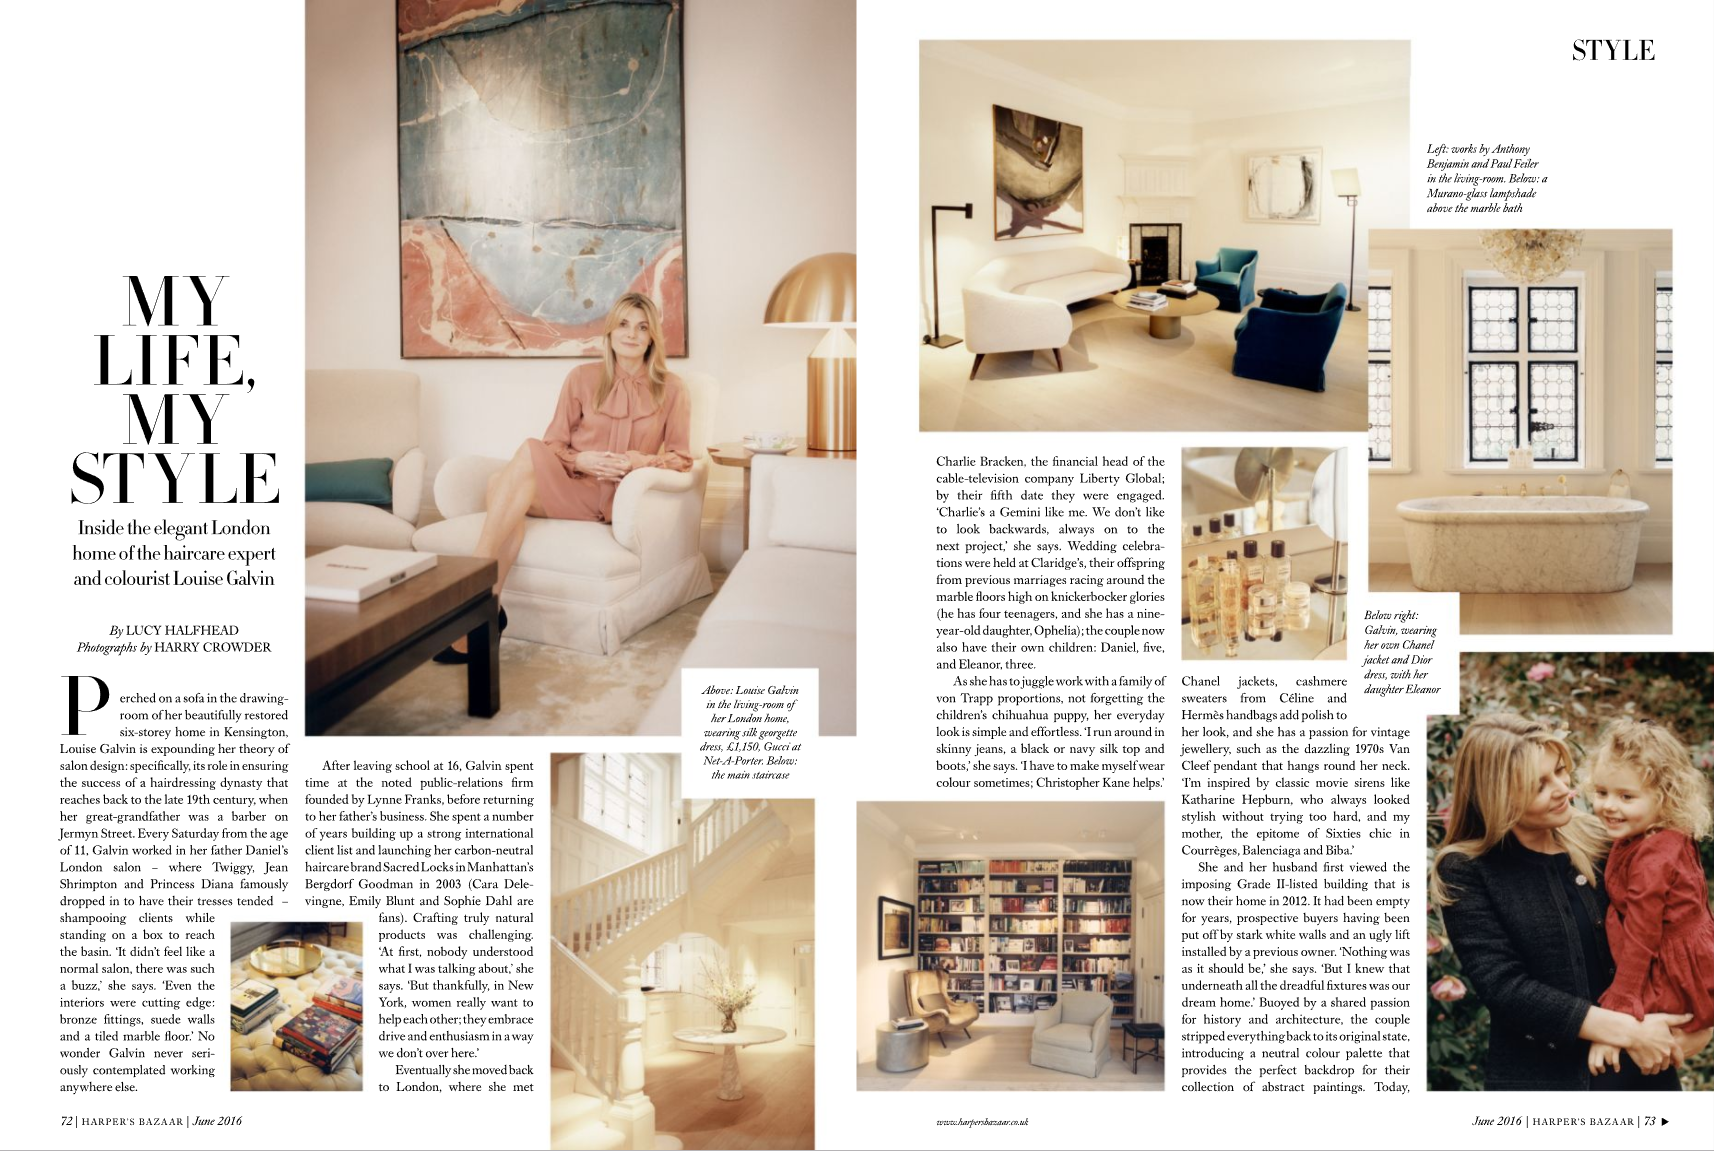 MY
LIFE,
MY
STYLE
Inside the elegant London
home of the haircare expert
and colourist Louise Galvin
By LUCY HALFHEAD
Photographs by HARRY CROWDER
Perched on a sofa in the drawing-
room of her beautifully restored
six-storey home in Kensington,
Louise Galvin is expounding her theory of
salon design: specifically, its role in ensuring
the success of a hairdressing dynasty that
reaches back to the late 19th century, when
her great-grandfather was a barber on
Jermyn Street. Every Saturday from the age
of 11, Galvin worked in her father Daniel's
London salon – where Twiggy, Jean
Shrimpton and Princess Diana famously
dropped in to have their tresses tended –
shampooing clients while
standing on a box to reach
the basin. 'It didn't feel like a
normal salon, there was such
a buzz,' she says. 'Even the
interiors were cutting edge:
bronze fittings, suede walls
and a tiled marble floor.' No
wonder Galvin never seri-
ously contemplated working
anywhere else.
After leaving school at 16, Galvin spent
time at the noted public-relations firm
founded by Lynne Franks, before returning
to her father's business. She spent a number
of years building up a strong international
client list and launching her carbon-neutral
haircare brand Sacred Locks in Manhattan's
Bergdorf Goodman in 2003 (Cara Dele-
vingne, Emily Blunt and Sophie Dahl are
fans). Crafting truly natural
products was challenging.
'At first, nobody understood
what I was talking about,' she
says. 'But thankfully, in New
York, women really want to
help each other; they embrace
drive and enthusiasm in a way
we don't over here.'
Eventually she moved back
to London, where she met
Above: Louise Galvin
in the living-room of
her London home,
wearing silk georgette
dress, £1,150, Gucci at
Net-A-Porter. Below:
the main staircase
72 | HARPER'S BAZAAR | June 2016
STYLE
Left: works by Anthony
Benjamin and Paul Feiler
in the living-room. Below: a
Murano-glass lampshade
above the marble bath
Charlie Bracken, the financial head of the
cable-television company Liberty Global;
by their fifth date they were engaged.
'Charlie's a Gemini like me. We don't like
to look backwards, always on to the
next project,' she says. Wedding celebra-
tions were held at Claridge's, their offspring
from previous marriages racing around the
marble floors high on knickerbocker glories
(he has four teenagers, and she has a nine-
year-old daughter, Ophelia); the couple now
also have their own children: Daniel, five,
and Eleanor, three.
As she has to juggle work with a family of
von Trapp proportions, not forgetting the
children's chihuahua puppy, her everyday
look is simple and effortless. 'I run around in
skinny jeans, a black or navy silk top and
boots,' she says. 'I have to make myself wear
colour sometimes; Christopher Kane helps.'
Chanel jackets, cashmere
sweaters from Céline and
Hermès handbags add polish to
her look, and she has a passion for vintage
jewellery, such as the dazzling 1970s Van
Cleef pendant that hangs round her neck.
'I'm inspired by classic movie sirens like
Katharine Hepburn, who always looked
stylish without trying too hard, and my
mother, the epitome of Sixties chic in
Courrèges, Balenciaga and Biba.'
She and her husband first viewed the
imposing Grade II-listed building that is
now their home in 2012. It had been empty
for years, prospective buyers having been
put off by stark white walls and an ugly lift
installed by a previous owner. 'Nothing was
as it should be,' she says. 'But I knew that
underneath all the dreadful fixtures was our
dream home.' Buoyed by a shared passion
for history and architecture, the couple
stripped everything back to its original state,
introducing a neutral colour palette that
provides the perfect backdrop for their
collection of abstract paintings. Today,
Below right:
Galvin, wearing
her own Chanel
jacket and Dior
dress, with her
daughter Eleanor
www.harpersbazaar.co.uk
June 2016 | HARPER'S BAZAAR | 73 ▶